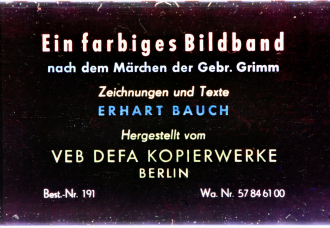 Ein farbiges Bildband
nach dem Märchen der Gebr. Grimm
Zeichnungen und Texte
ERHART BAUCH
Hergestellt vom
VEB DEFA KOPIERWERKE
BERLIN
Best.-Nr. 191 Wa. Nr. 57 84 61 00